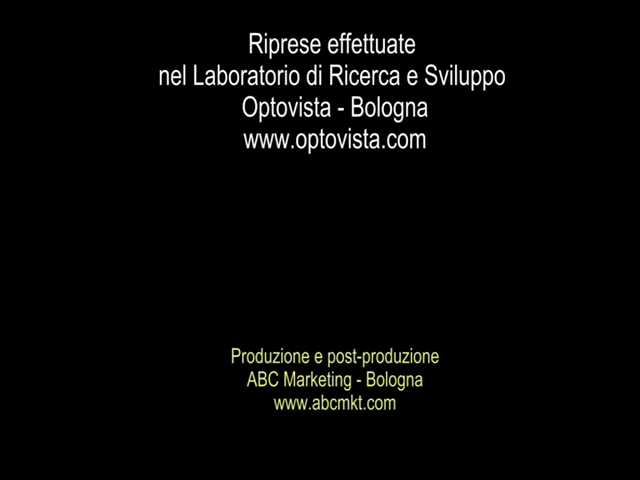 Riprese effettuate
nel Laboratorio di Ricerca e Sviluppo
Optovista - Bologna
www.optovista.com
Produzione e post-produzione
ABC Marketing - Bologna
www.abcmkt.com